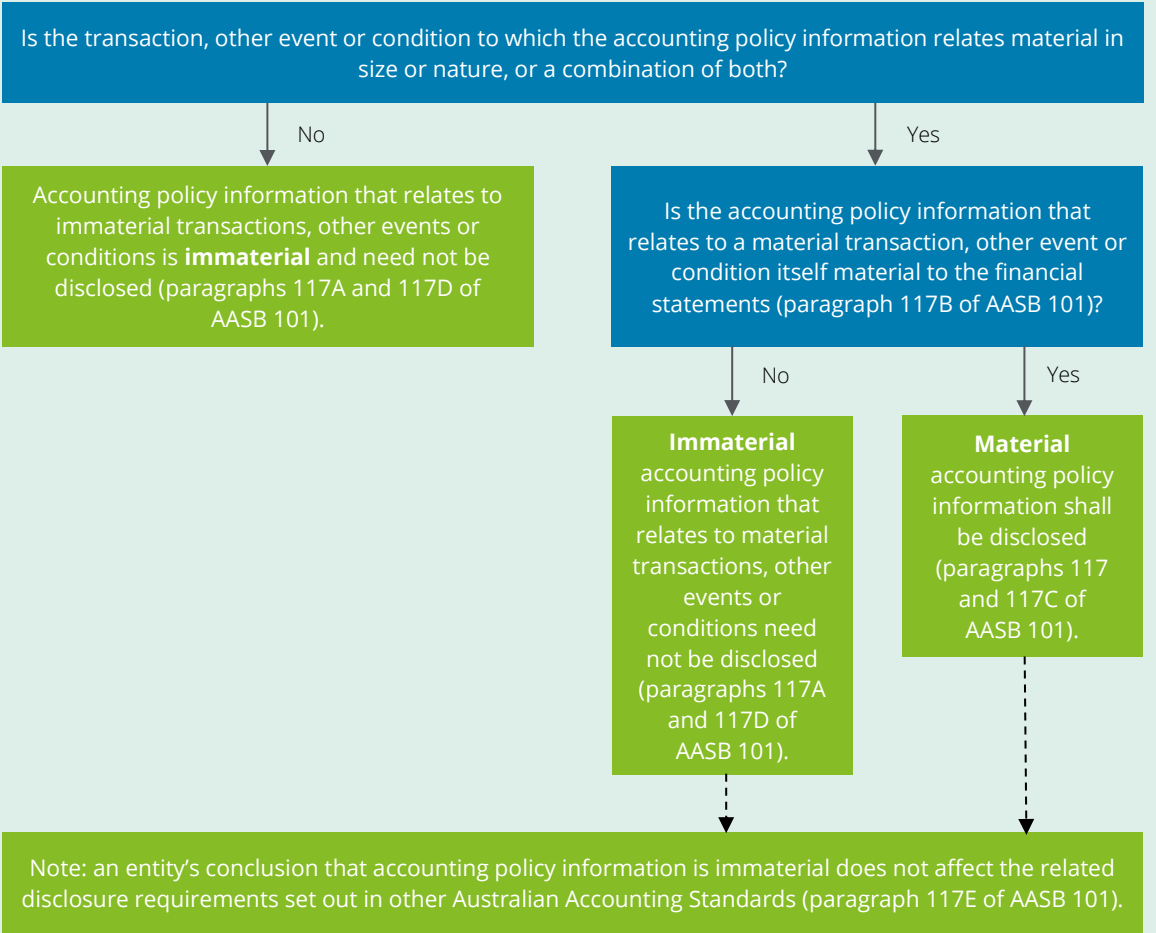 Is the transaction, other event or condition to which the accounting policy information relates material in
size or nature, or a combination of both?
No
Yes
Accounting policy information that relates to
immaterial transactions, other events or
conditions is immaterial and need not be
disclosed (paragraphs 117A and 117D of
AASB 101).
Is the accounting policy information that
relates to a material transaction, other event or
condition itself material to the financial
statements (paragraph 117B of AASB 101)?
No
Yes
Immaterial
accounting policy
information that
relates to material
transactions, other
events or
conditions need
not be disclosed
(paragraphs 117A
and 117D of
AASB 101).
Material
accounting policy
information shall
be disclosed
(paragraphs 117
and 117C of
AASB 101).
Note: an entity’s conclusion that accounting policy information is immaterial does not affect the related
disclosure requirements set out in other Australian Accounting Standards (paragraph 117E of AASB 101).